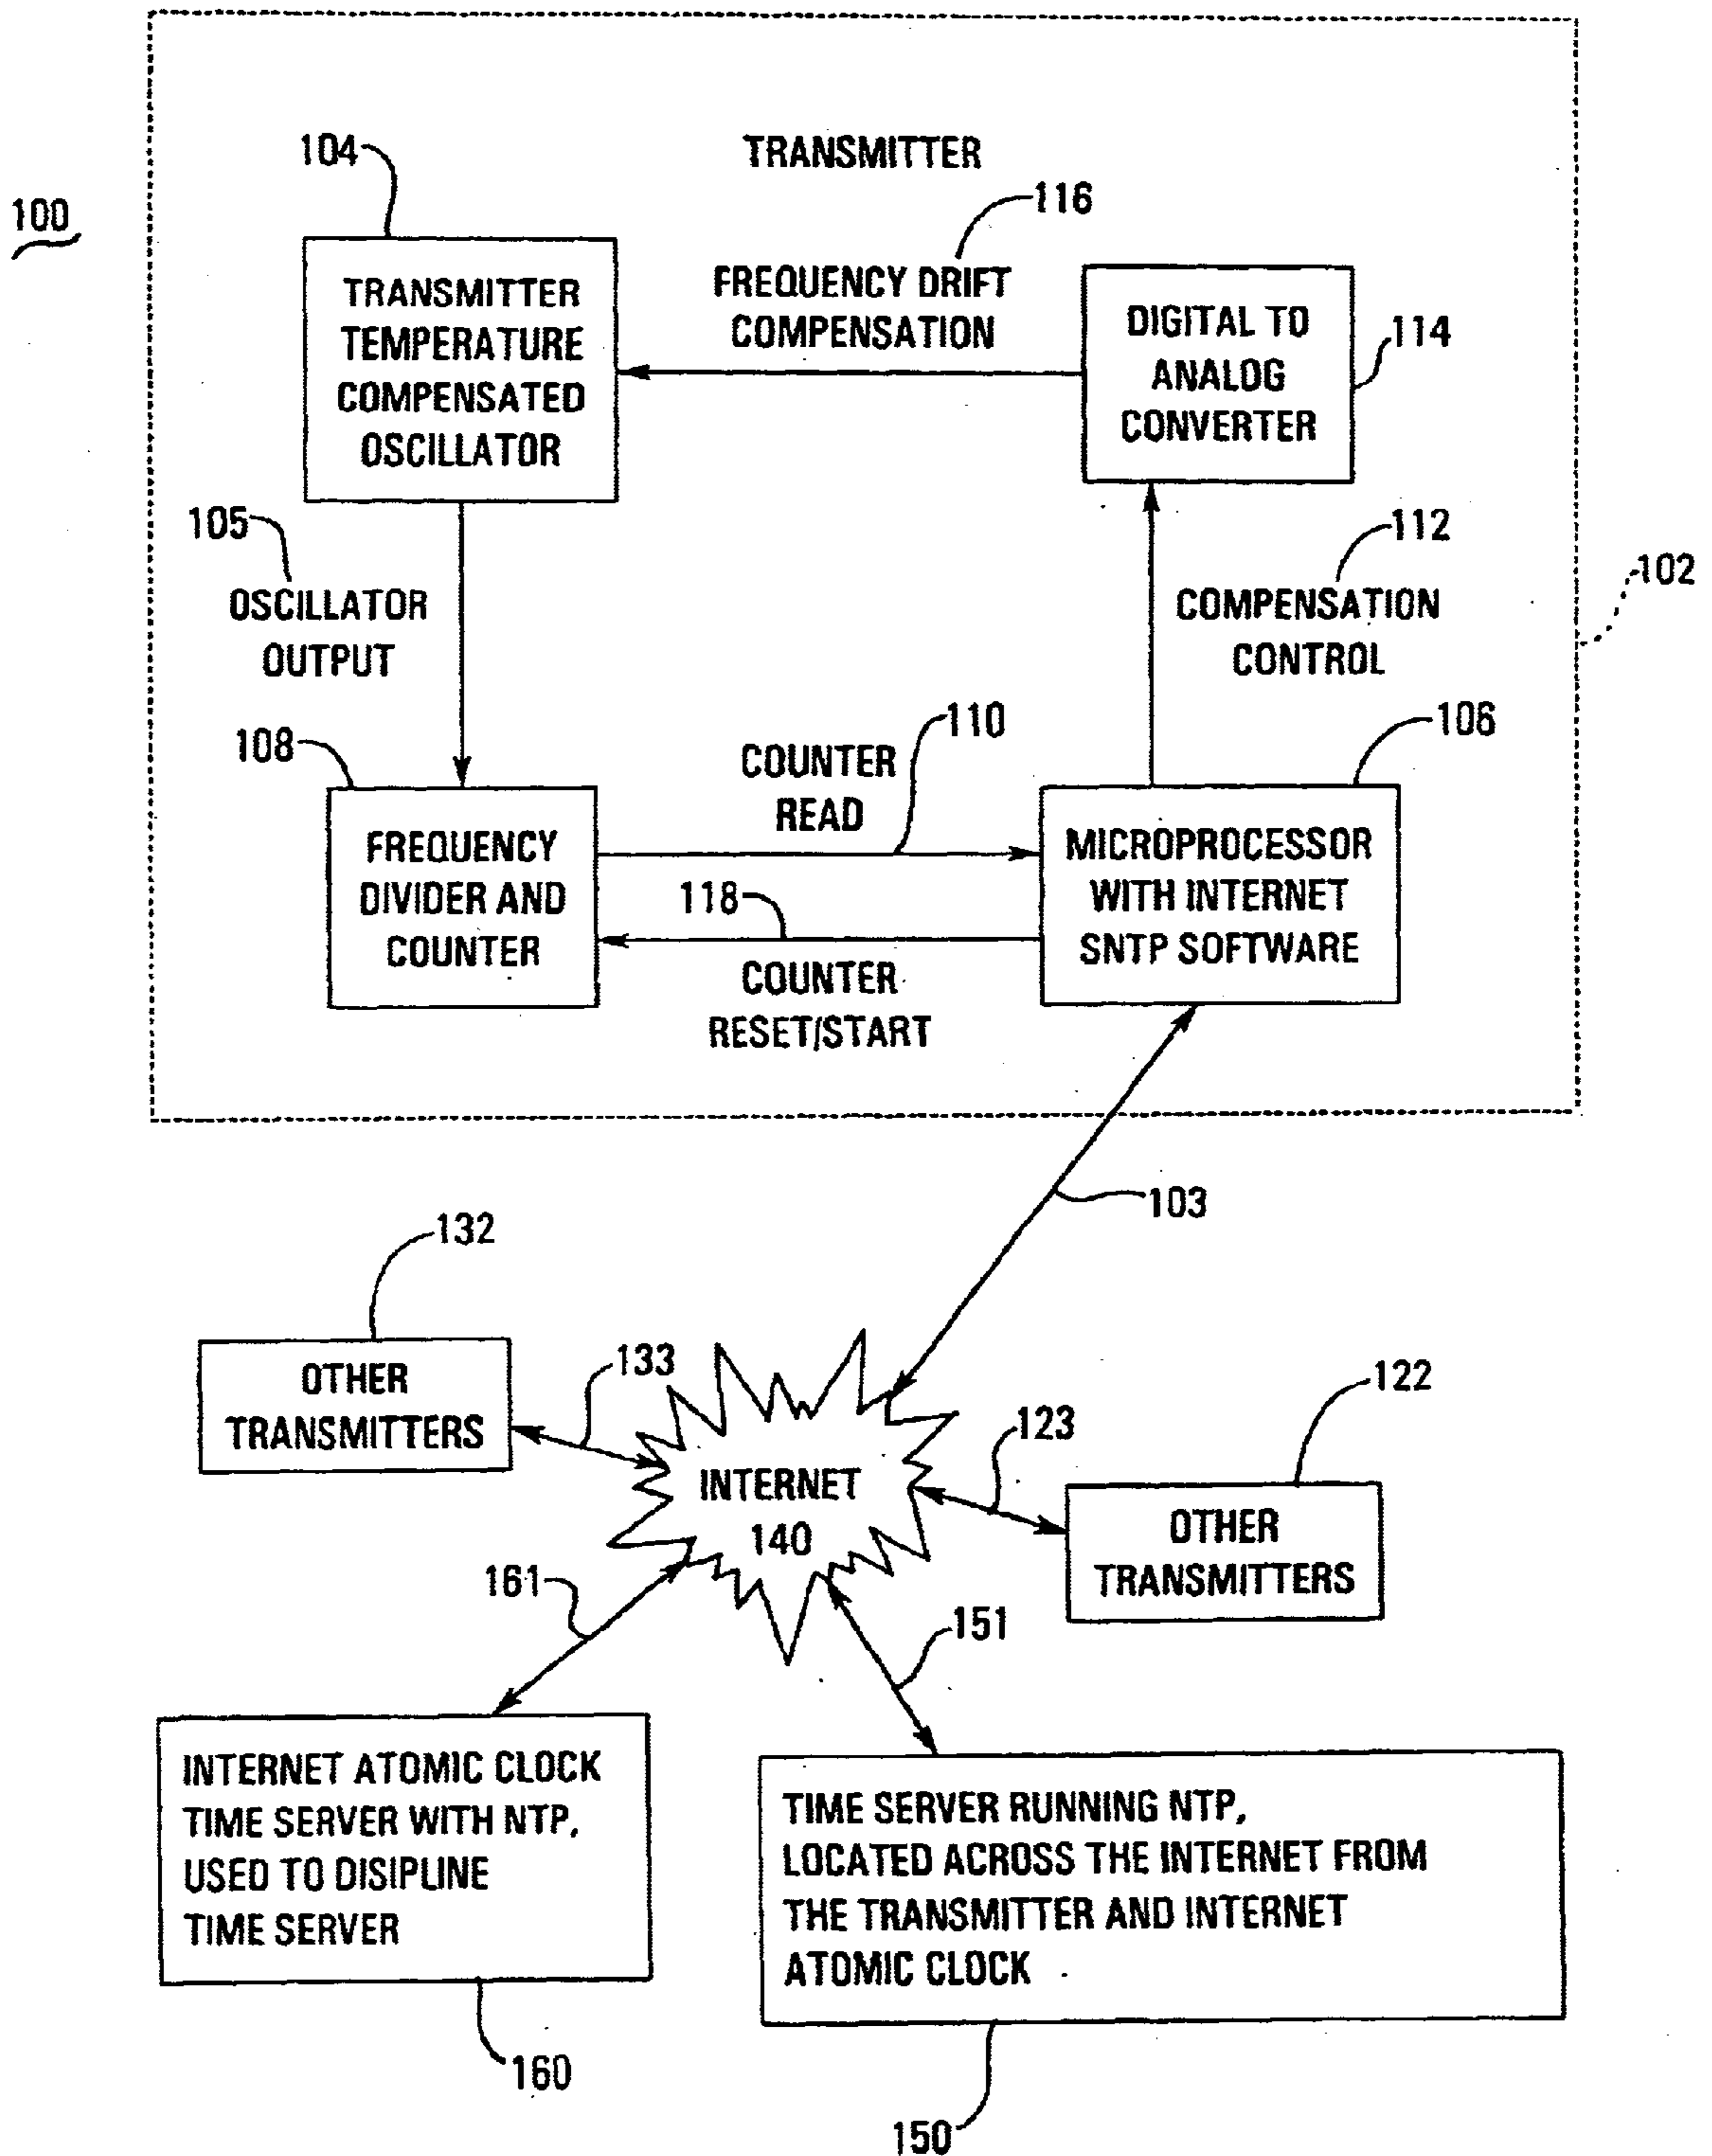 100
TRANSMITTER
104
116
TRANSMITTER
TEMPERATURE
COMPENSATED
OSCILLATOR
FREQUENCY DRIFT
COMPENSATION
DIGITAL TO
ANALOG
CONVERTER
114
105
OSCILLATOR
OUTPUT
112
COMPENSATION
CONTROL
102
108
110
106
COUNTER
READ
FREQUENCY
DIVIDER AND
COUNTER
MICROPROCESSOR
WITH INTERNET
SNTP SOFTWARE
118
COUNTER
RESET/START
103
132
OTHER
TRANSMITTERS
133
122
123
INTERNET
140
OTHER
TRANSMITTERS
161
151
INTERNET ATOMIC CLOCK
TIME SERVER WITH NTP,
USED TO DISIPLINE
TIME SERVER
TIME SERVER RUNNING NTP,
LOCATED ACROSS THE INTERNET FROM
THE TRANSMITTER AND INTERNET
ATOMIC CLOCK
160
150